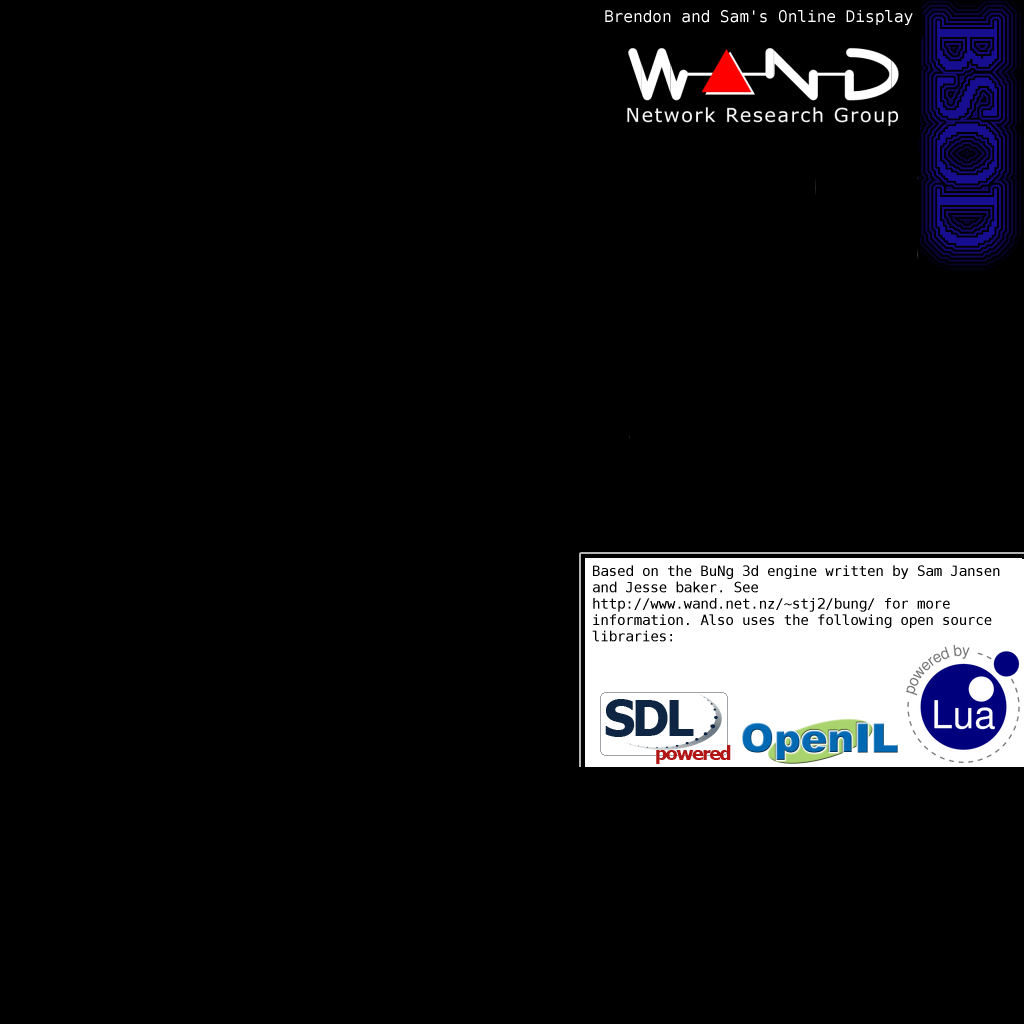 Brendon and Sam's Online Display
WAND
Network Research Group
BSOD
Based on the BuNg 3d engine written by Sam Jansen
and Jesse baker. See
http://www.wand.net.nz/~stj2/bung/ for more
information. Also uses the following open source
libraries:
SDL
powered
OpenIL
powered by
Lua